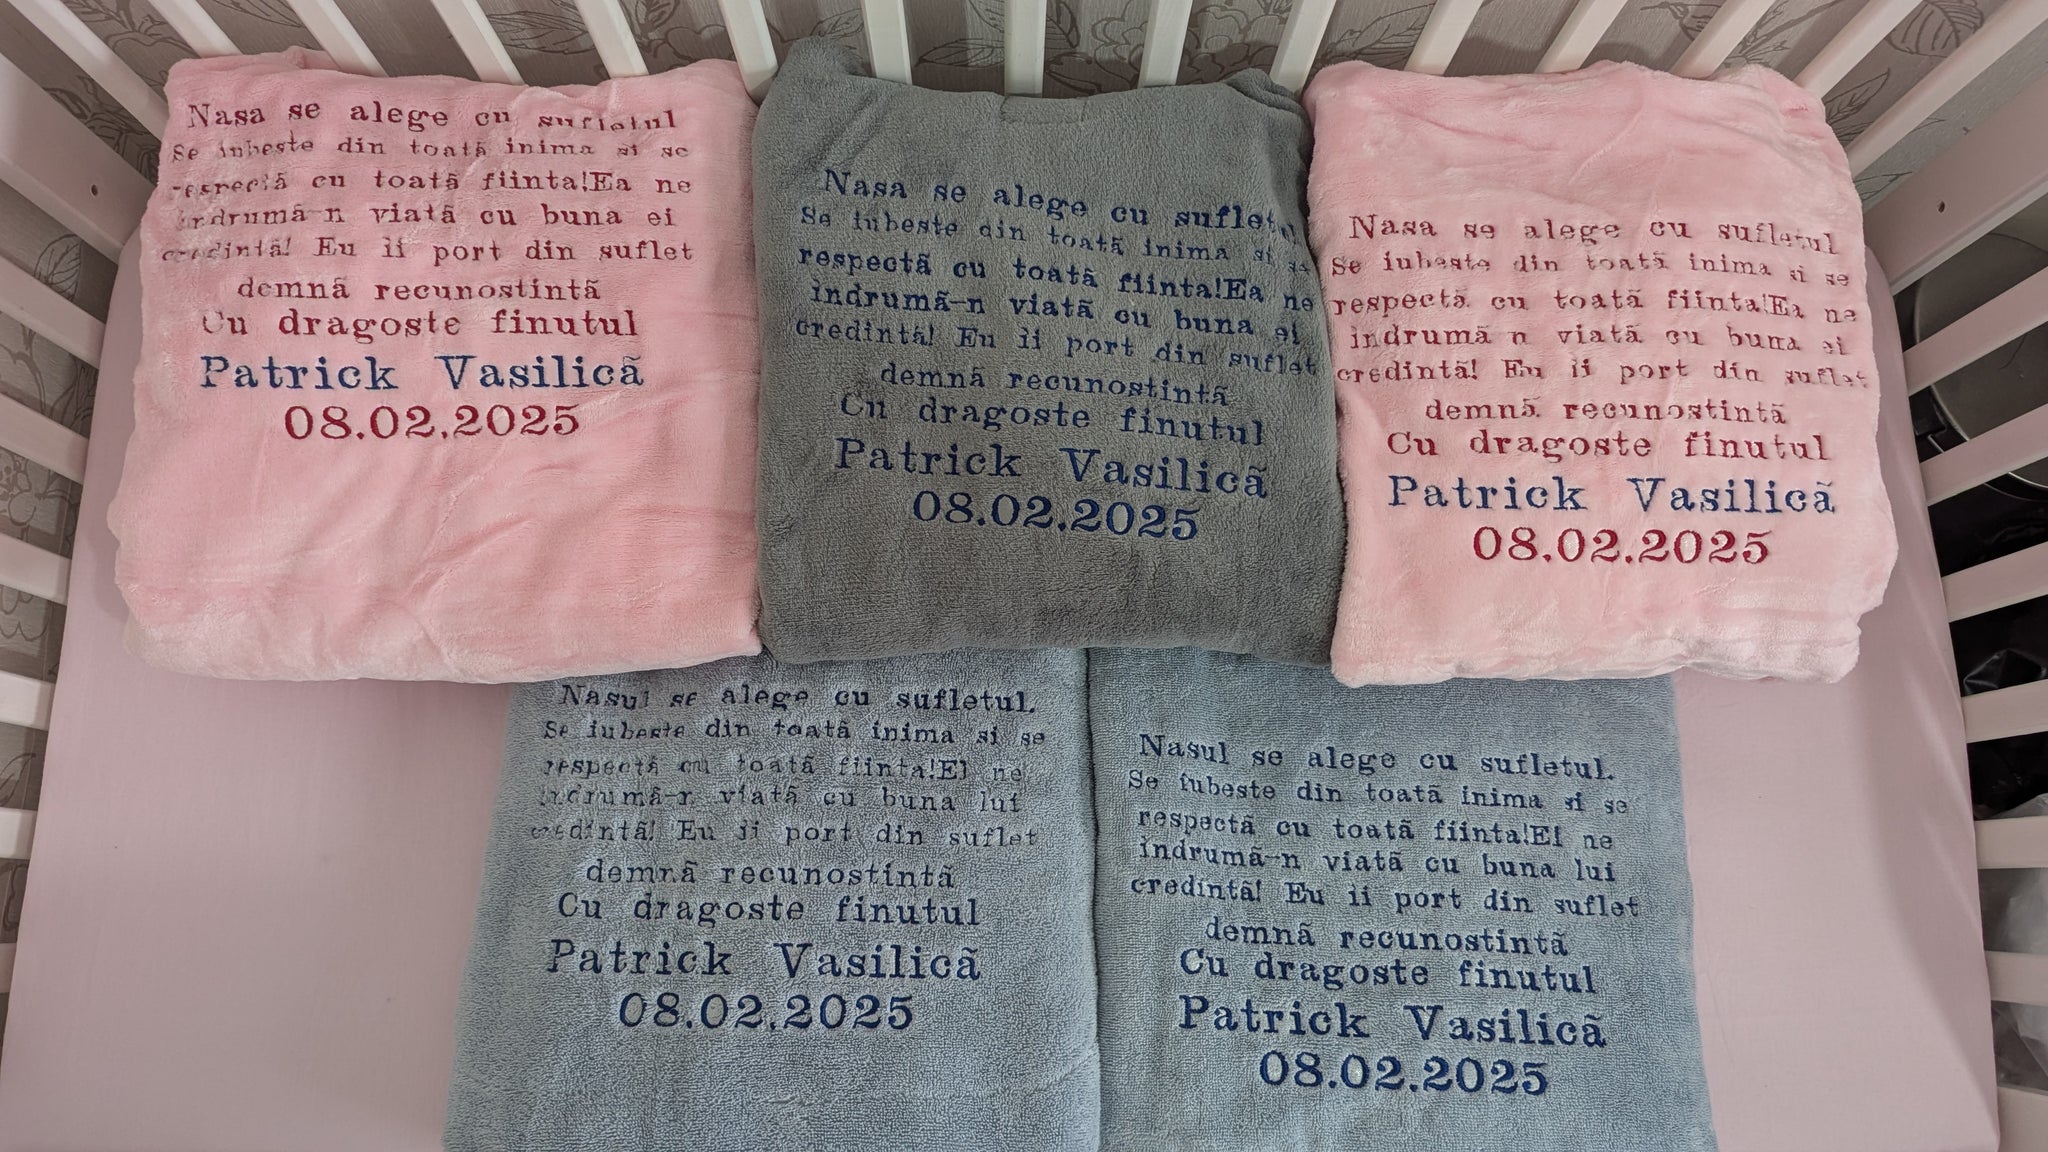 Nasa se alege cu sufletul
Se iubeste din toată inima si se
respectă cu toată fiinta!Ea ne
indrumă-n viată cu buna ei
credintă! Eu ii port din suflet
demnă recunostintă
Cu dragoste finutul
Patrick Vasilică
08.02.2025
Nasa se alege cu sufletul
Se iubeste din toată inima si se
respectă cu toată fiinta!Ea ne
indrumă-n viată cu buna ei
credintă! Eu ii port din suflet
demnă recunostintă
Cu dragoste finutul
Patrick Vasilică
08.02.2025
Nasa se alege cu sufletul
Se iubeste din toată inima si se
respectă cu toată fiinta!Ea ne
indrumă n viată cu buna ei
credintă! Eu ii port din suflet
demnă recunostintă
Cu dragoste finutul
Patrick Vasilică
08.02.2025
Nasul se alege cu sufletul.
Se iubeste din toată inima si se
respectă cu toată fiinta!El ne
indrumă-n viată cu buna lui
credintă! Eu ii port din suflet
demnă recunostintă
Cu dragoste finutul
Patrick Vasilică
08.02.2025
Nasul se alege cu sufletul.
Se iubeste din toată inima si se
respectă cu toată fiinta!El ne
indrumă-n viată cu buna lui
credintă! Eu ii port din suflet
demnă recunostintă
Cu dragoste finutul
Patrick Vasilică
08.02.2025